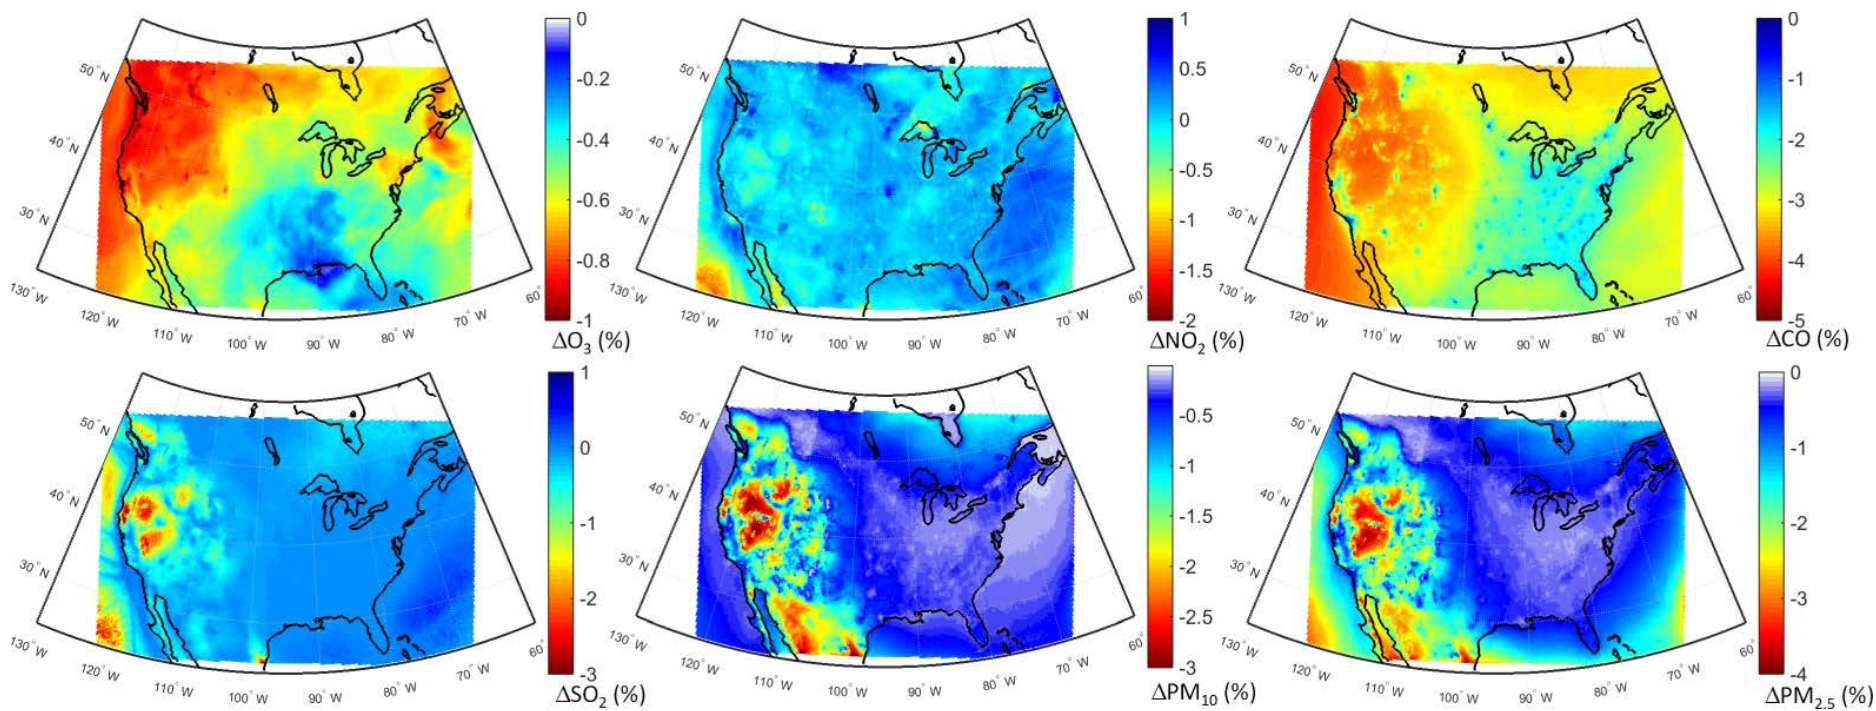 0
-0.2
-0.4
-0.6
-0.8
-1
ΔO3 (%)
50° N
40° N
30° N
130° W
120° W
110° W
100° W
90° W
80° W
70° W
60°
1
0.5
0
-0.5
-1
-1.5
-2
ΔNO2 (%)
50° N
40° N
30° N
130° W
120° W
110° W
100° W
90° W
80° W
70° W
60°
0
-1
-2
-3
-4
-5
ΔCO (%)
50° N
40° N
30° N
130° W
120° W
110° W
100° W
90° W
80° W
70° W
60°
1
0
-1
-2
-3
ΔSO2 (%)
50° N
40° N
30° N
130° W
120° W
110° W
100° W
90° W
80° W
70° W
60°
-0.5
-1
-1.5
-2
-2.5
-3
ΔPM10 (%)
50° N
40° N
30° N
130° W
120° W
110° W
100° W
90° W
80° W
70° W
60°
0
-1
-2
-3
-4
ΔPM2.5 (%)
50° N
40° N
30° N
130° W
120° W
110° W
100° W
90° W
80° W
70° W
60°